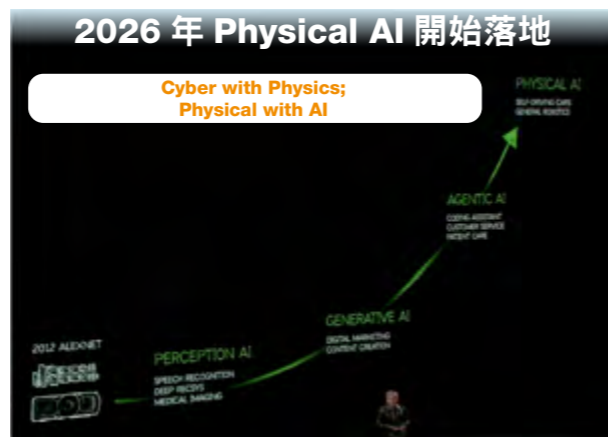 2026 年 Physical AI 開始落地
Cyber with Physics;
Physical with AI
PHYSICAL AI
SELF-DRIVING CARS
GENERAL ROBOTICS
AGENTIC AI
CODING ASSISTANT
CUSTOMER SERVICE
PATIENT CARE
GENERATIVE AI
DIGITAL MARKETING
CONTENT CREATION
PERCEPTION AI
SPEECH RECOGNITION
DEEP RECSYS
MEDICAL IMAGING
2012 ALEXNET